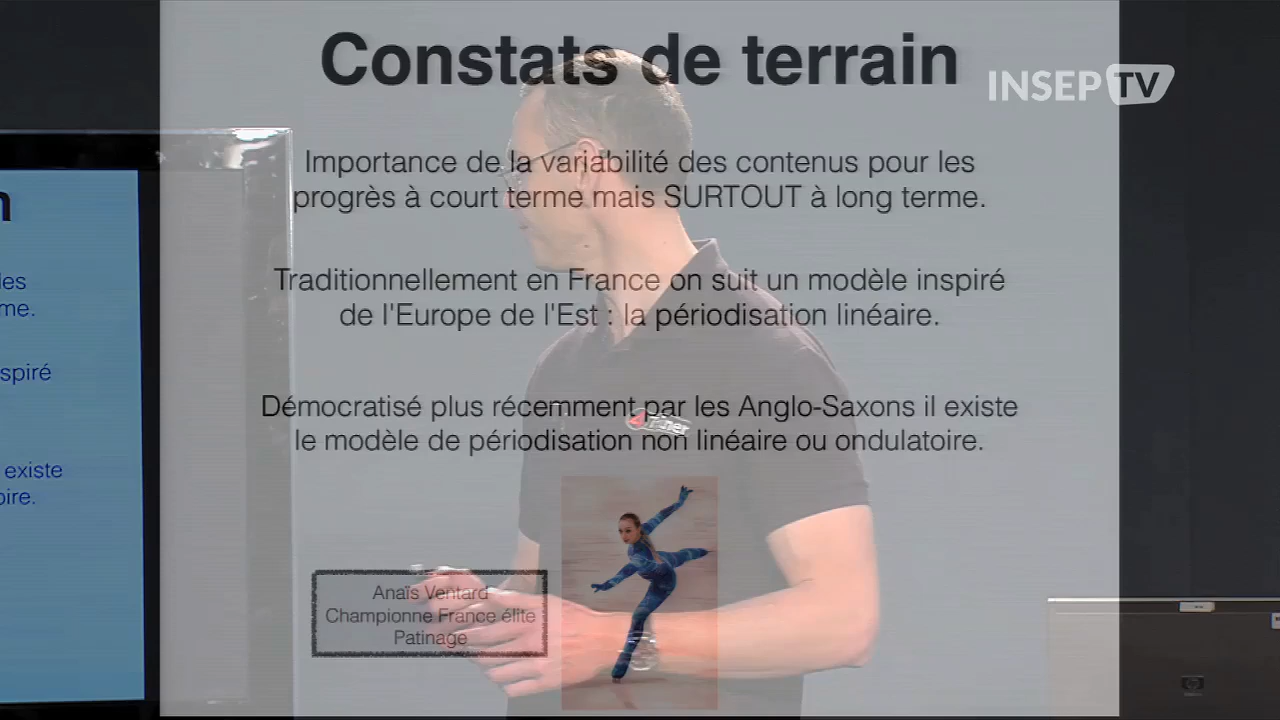 Constats de terrain
INSEP TV
Importance de la variabilité des contenus pour les
progrès à court terme mais SURTOUT à long terme.
Traditionnellement en France on suit un modèle inspiré
de l'Europe de l'Est : la périodisation linéaire.
Démocratisé plus récemment par les Anglo-Saxons il existe
le modèle de périodisation non linéaire ou ondulatoire.
Anaïs Ventard
Championne France élite
Patinage
n
les
me.
spiré
existe
oire.